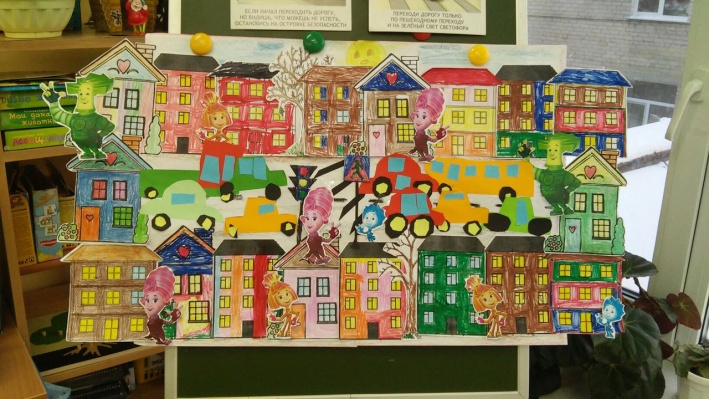 ЕСЛИ НАЧАЛ ПЕРЕХОДИТЬ ДОРОГУ,
НО ВИДИШЬ, ЧТО МОЖЕШЬ НЕ УСПЕТЬ,
ОСТАНОВИСЬ НА ОСТРОВКЕ БЕЗОПАСНОСТИ
ПЕРЕХОДИ ДОРОГУ ТОЛЬКО
ПО ПЕШЕХОДНОМУ ПЕРЕХОДУ
И НА ЗЕЛЁНЫЙ СВЕТ СВЕТОФОРА